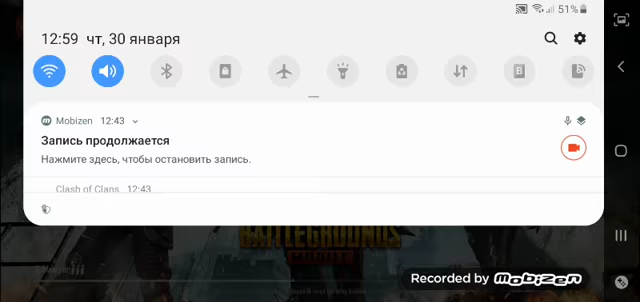 51%
12:59 чт, 30 января
Mobizen 12:43
Запись продолжается
Нажмите здесь, чтобы остановить запись.
Clash of Clans 12:43
BATTLEGROUNDS
MOBILE
Recorded by Mobizen